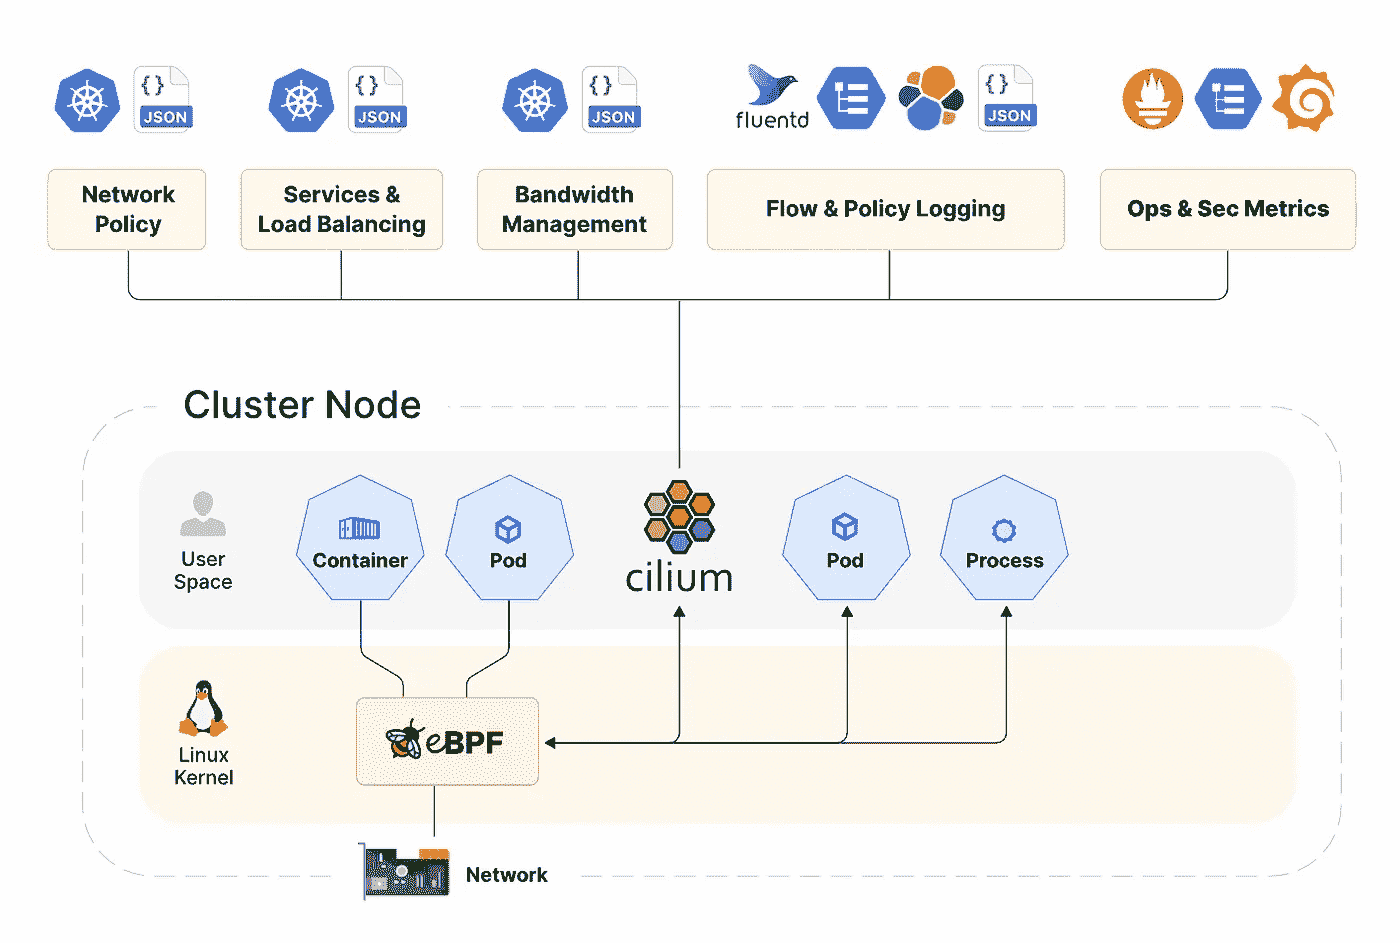 {} JSON
{} JSON
{} JSON
fluentd
{} JSON
Network
Policy
Services &
Load Balancing
Bandwidth
Management
Flow & Policy Logging
Ops & Sec Metrics
Cluster Node
User
Space
Container
Pod
cilium
Pod
Process
Linux
Kernel
eBPF
Network